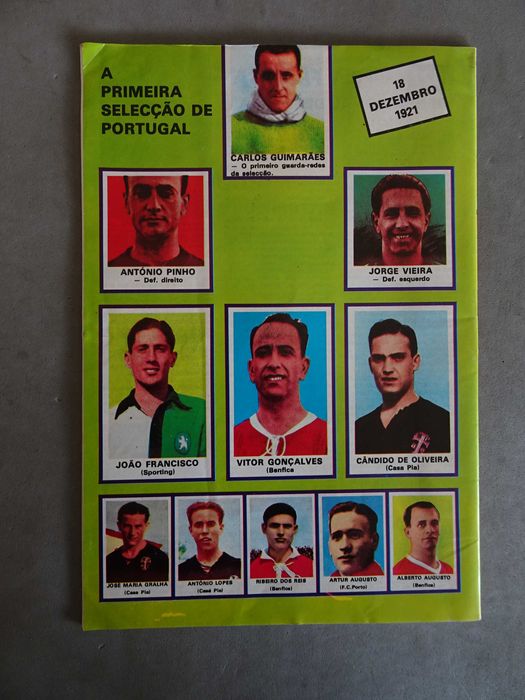 A
PRIMEIRA
SELECÇÃO DE
PORTUGAL
18
DEZEMBRO
1921
CARLOS GUIMARÃES
— O primeiro guarda-redes
da selecção.
ANTÓNIO PINHO
— Def. direito
JORGE VIEIRA
— Def. esquerdo
JOÃO FRANCISCO
(Sporting)
VITOR GONÇALVES
(Benfica
CÂNDIDO DE OLIVEIRA
(Casa Pia)
JOSE MARIA GRALHA
(Casa Pia)
ANTÓNIO LOPES
(Casa Pia)
RIBEIRO DOS REIS
(Benfica)
ARTUR AUGUSTO
(F.C.Porto)
ALBERTO AUGUSTO
(Benfica)